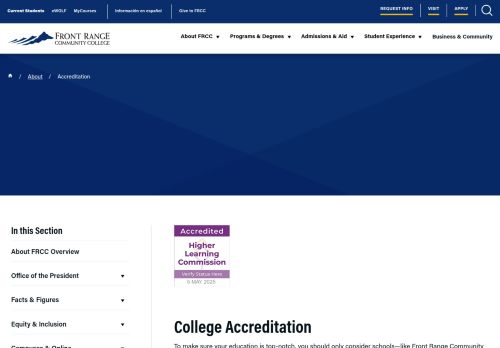 Current Students eWOLF MyCourses Información en español Give to FRCC REQUEST INFO VISIT APPLY
FRONT RANGE
COMMUNITY COLLEGE
About FRCC Programs & Degrees Admissions & Aid Student Experience Business & Community
/ About / Accreditation
In this Section
About FRCC Overview
Office of the President
Facts & Figures
Equity & Inclusion
Campuses & Online
Accredited
Higher
Learning
Commission
Verify Status Here
5 MAY 2025
College Accreditation
To make sure your education is top-notch, you should only consider schools—like Front Range Community